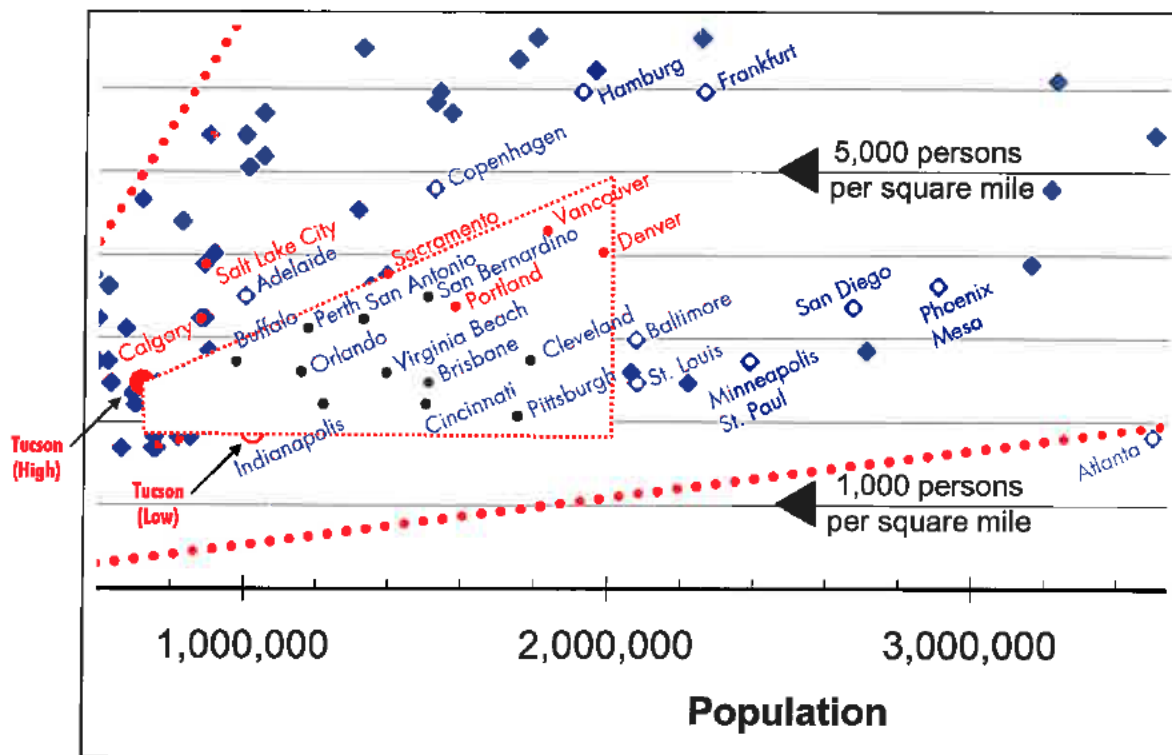 Hamburg
Frankfurt
Copenhagen
5,000 persons
per square mile
Vancouver
Denver
Sacramento
Salt Lake City
Adelaide
San Bernardino
San Antonio
Perth
Portland
San Diego
Phoenix
Mesa
Calgary
Buffalo
Orlando
Virginia Beach
Cleveland
Baltimore
Brisbane
St. Louis
Minneapolis
St. Paul
Cincinnati
Pittsburgh
Indianapolis
Tucson
(High)
Tucson
(Low)
Atlanta
1,000 persons
per square mile
1,000,000
2,000,000
3,000,000
Population